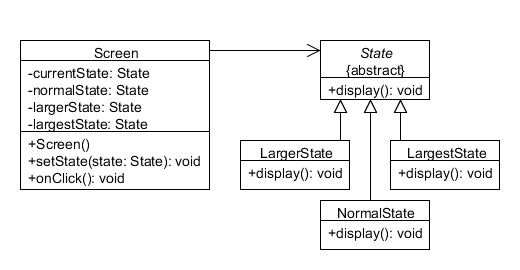 Screen
-currentState: State
-normalState: State
-largerState: State
-largestState: State
+Screen()
+setState(state: State): void
+onClick(): void
State
{abstract}
+display(): void
LargerState
+display(): void
LargestState
+display(): void
NormalState
+display(): void